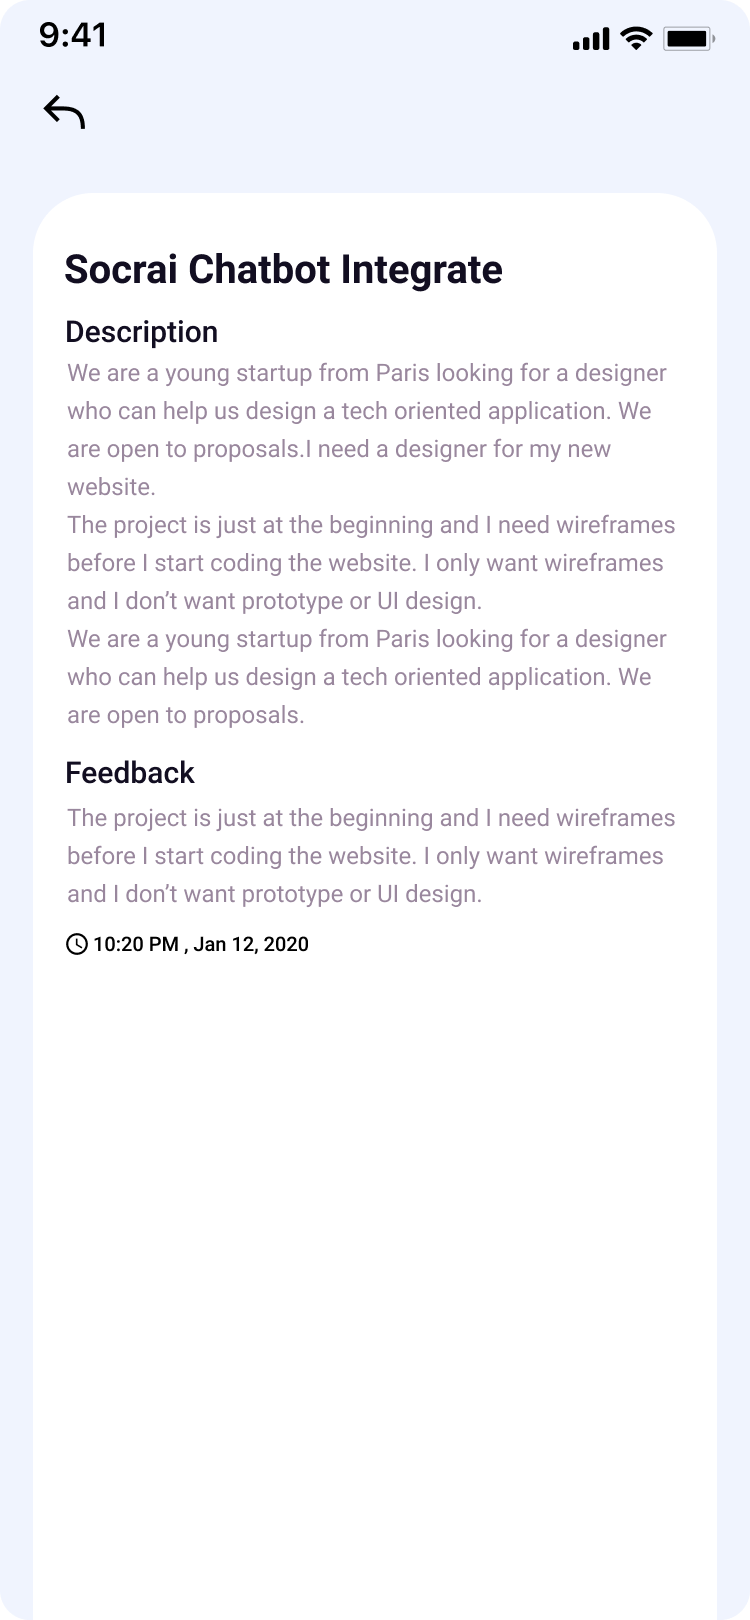 9:41
Socrai Chatbot Integrate
Description
We are a young startup from Paris looking for a designer
who can help us design a tech oriented application. We
are open to proposals.I need a designer for my new
website.
The project is just at the beginning and I need wireframes
before I start coding the website. I only want wireframes
and I don’t want prototype or UI design.
We are a young startup from Paris looking for a designer
who can help us design a tech oriented application. We
are open to proposals.
Feedback
The project is just at the beginning and I need wireframes
before I start coding the website. I only want wireframes
and I don’t want prototype or UI design.
10:20 PM , Jan 12, 2020